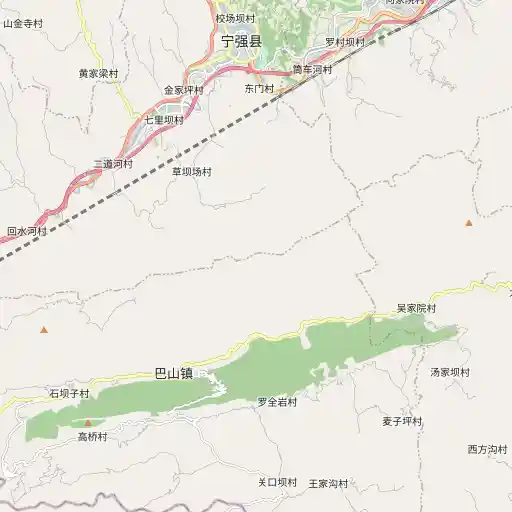 校场坝村
山金寺村
宁强县
罗村坝村
筒车河村
黄家梁村
金家坪村
东门村
七里坝村
三道河村
草坝场村
回水河村
吴家院村
巴山镇
汤家坝村
石坝子村
罗全岩村
麦子坪村
高桥村
西方沟村
关口坝村
王家沟村